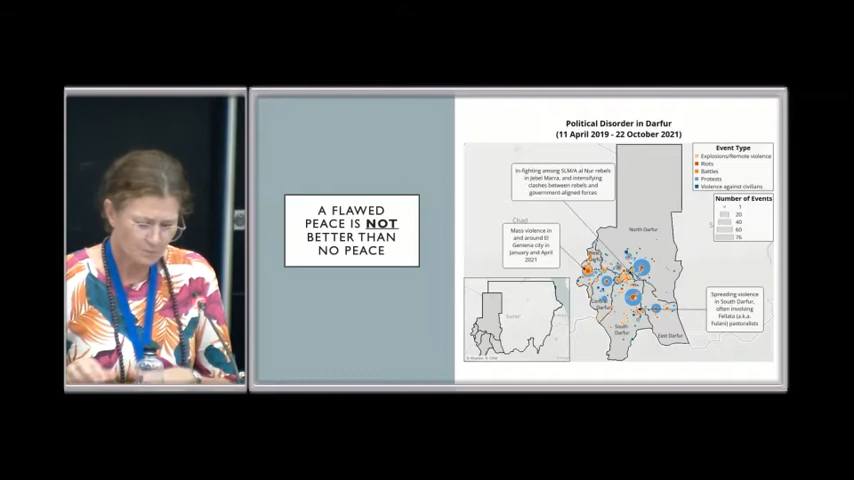 A FLAWED
PEACE IS NOT
BETTER THAN
NO PEACE
Political Disorder in Darfur
(11 April 2019 - 22 October 2021)
In-fighting among SLM/A al Nur rebels
in Jebel Marra, and intensifying
clashes between rebels and
government-aligned forces
Event Type
Explosions/Remote violence
Riots
Battles
Protests
Violence against civilians
Number of Events
1
20
40
60
76
Chad
North Darfur
Mass violence in
and around El
Geneina city in
January and April
2021
Spreading violence
in South Darfur,
often involving
Fellata (a.k.a.
Fulani) pastoralists
South
Darfur
East Darfur